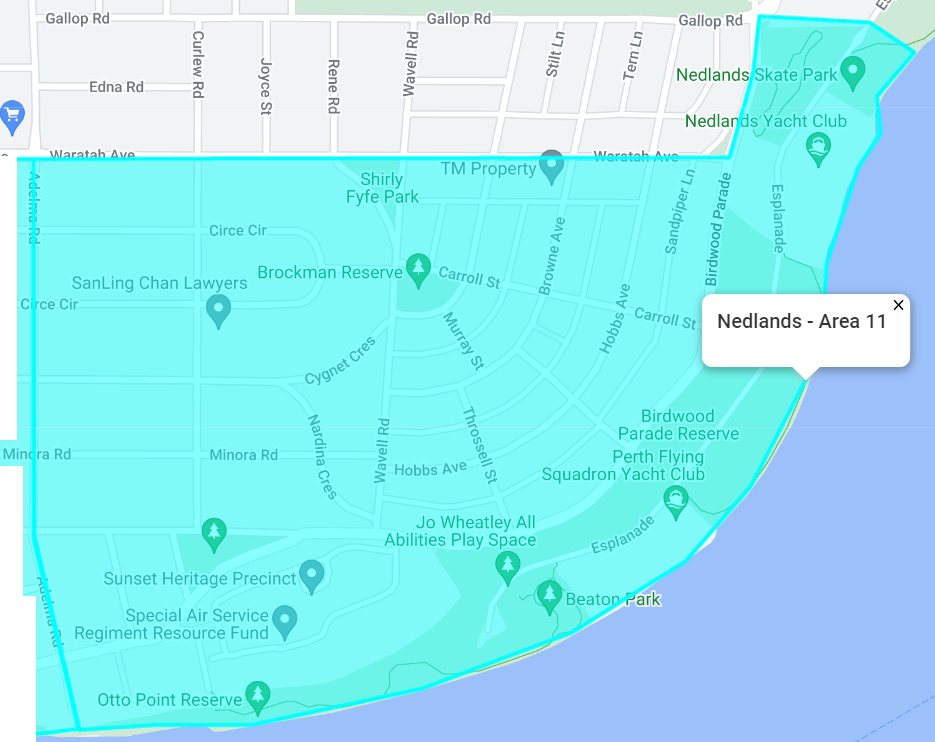 Gallop Rd
Gallop Rd
Gallop Rd
Es
Curlew Rd
Joyce St
Rene Rd
Wavell Rd
Stilt Ln
Tern Ln
Edna Rd
Nedlands Skate Park
Nedlands Yacht Club
Waratah Ave
Waratah Ave
e
TM Property
Shirly
Fyfe Park
Adelma Rd
Sandpiper Ln
Birdwood Parade
Esplanade
Circe Cir
Browne Ave
Brockman Reserve
Carroll St
SanLing Chan Lawyers
Circe Cir
Hobbs Ave
Carroll St
Nedlands - Area 11
Murray St
Cygnet Cres
Birdwood
Parade Reserve
Nardina Cres
Wavell Rd
Throssell St
Minora Rd
Minora Rd
Hobbs Ave
Perth Flying
Squadron Yacht Club
Jo Wheatley All
Abilities Play Space
Esplanade
Sunset Heritage Precinct
Adelma Rd
Beaton Park
Special Air Service
Regiment Resource Fund
Otto Point Reserve